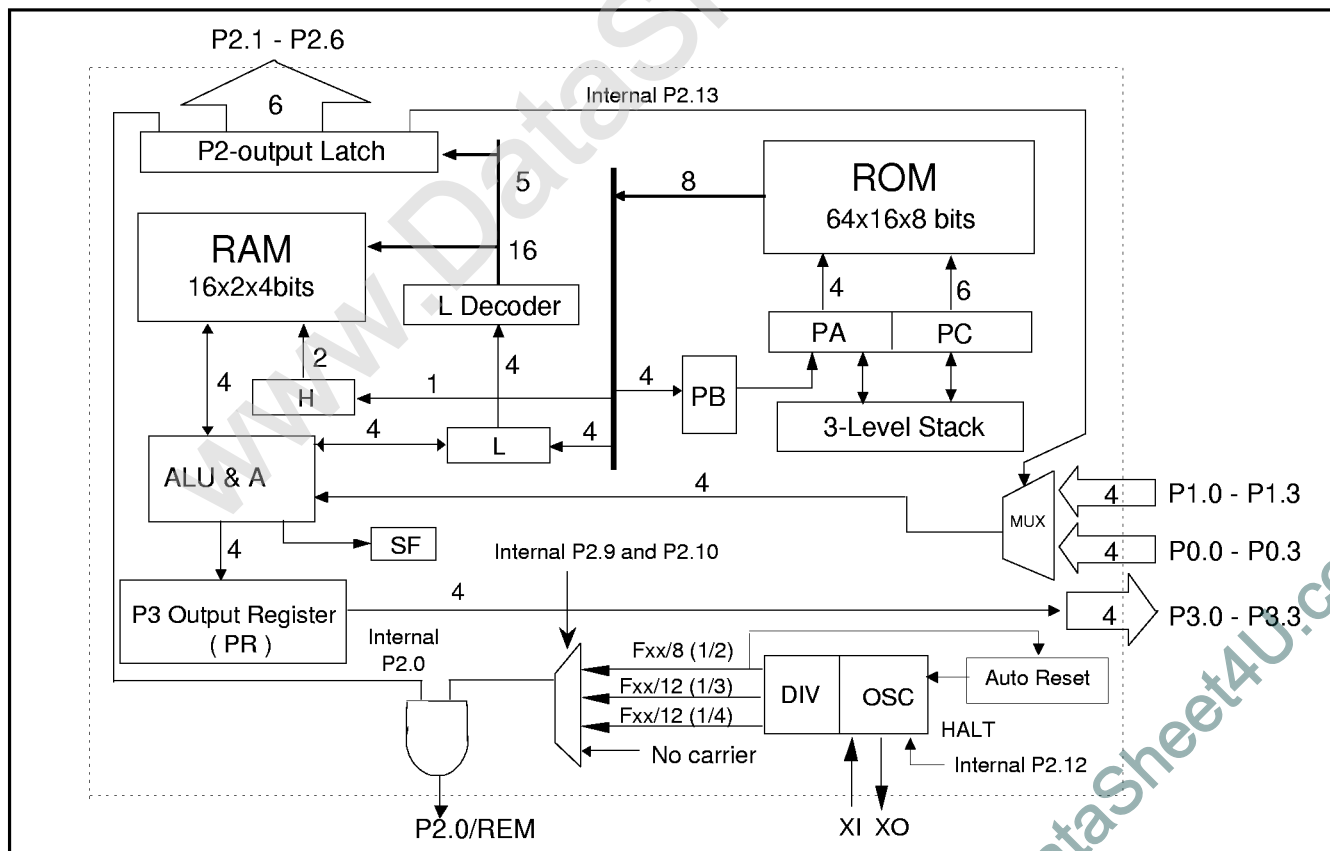 P2.1 - P2.6
6
Internal P2.13
P2-output Latch
5
8
ROM
64x16x8 bits
RAM
16x2x4bits
16
L Decoder
4
6
PA
PC
2
4
4
4
PB
H
1
3-Level Stack
4
L
4
ALU & A
4
MUX
4
P1.0 - P1.3
4
P0.0 - P0.3
SF
4
Internal P2.9 and P2.10
P3 Output Register
( PR )
4
4
P3.0 - P3.3
Internal
P2.0
Fxx/8 (1/2)
Fxx/12 (1/3)
Fxx/12 (1/4)
No carrier
DIV
OSC
Auto Reset
HALT
Internal P2.12
P2.0/REM
XI
XO
www.DataSh
DataSheet4U.co